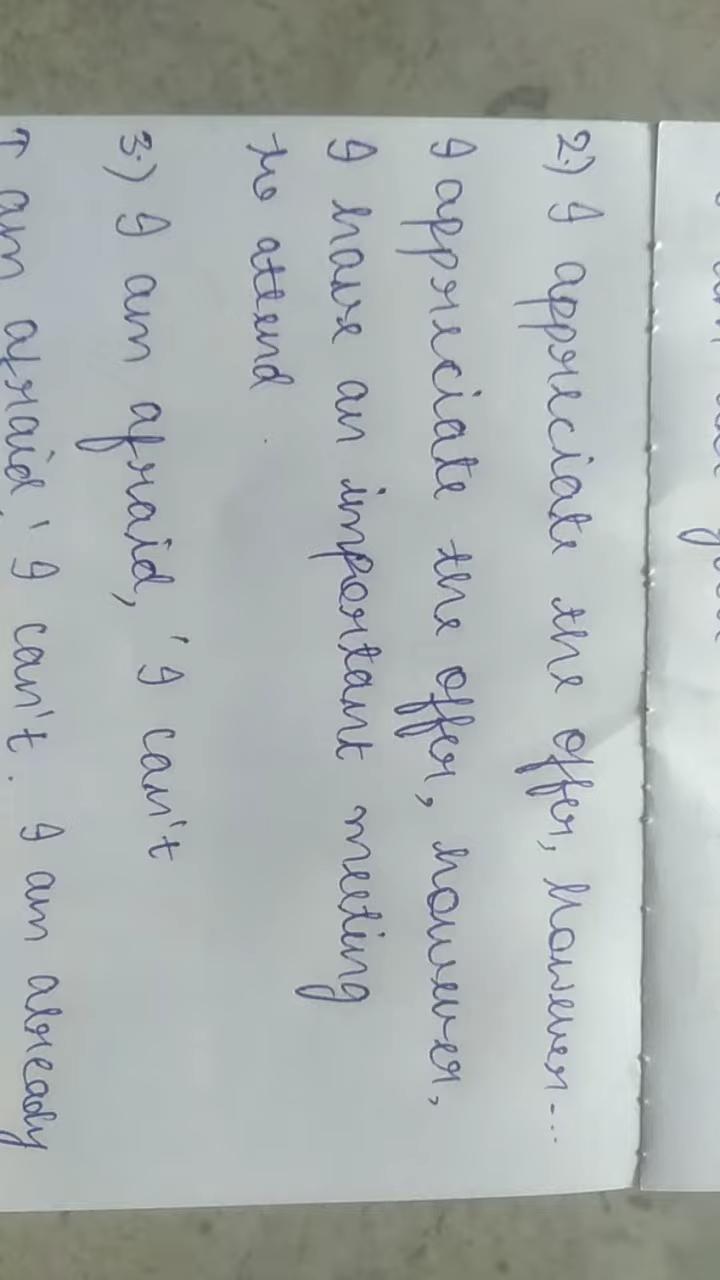 2.) I appreciate the offer, however...
I appreciate the offer, however,
I have an important meeting
to attend.
3.) I am afraid, 'I can't
I am afraid, 'I can't. I am already